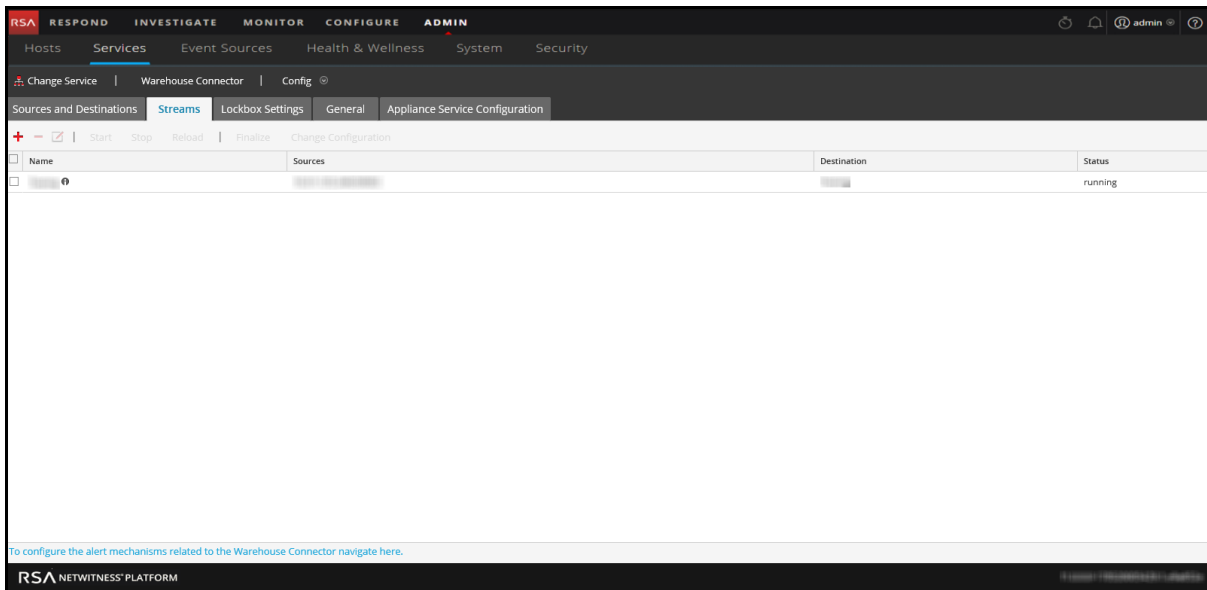 RSA RESPOND INVESTIGATE MONITOR CONFIGURE ADMIN admin
Hosts Services Event Sources Health & Wellness System Security
Change Service | Warehouse Connector | Config
Sources and Destinations Streams Lockbox Settings General Appliance Service Configuration
Start Stop Reload | Finalize Change Configuration
Name Sources Destination Status
running
To configure the alert mechanisms related to the Warehouse Connector navigate here.
RSA NETWITNESS® PLATFORM